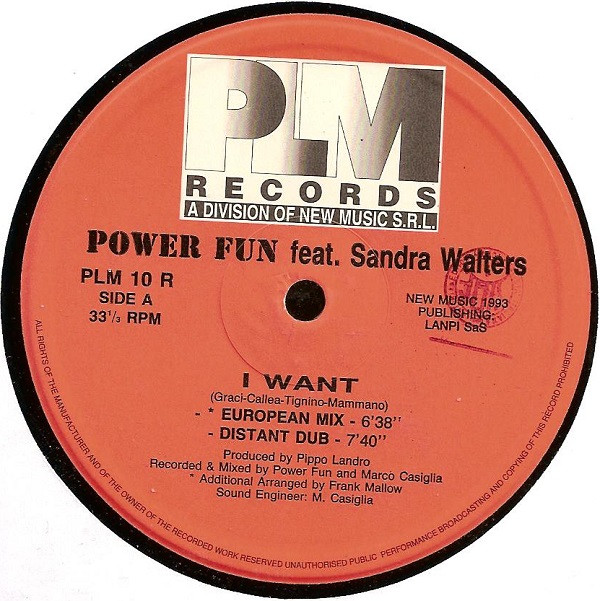 PLM
RECORDS
A DIVISION OF NEW MUSIC S.R.L.
POWER FUN feat. Sandra Walters
PLM 10 R
SIDE A
33 1/3 RPM
NEW MUSIC 1993
PUBLISHING:
LANPI SaS
I WANT
(Graci-Callea-Tignino-Mammano)
- * EUROPEAN MIX - 6'38''
- DISTANT DUB - 7'40''
Produced by Pippo Landro
Recorded & Mixed by Power Fun and Marco Casiglia
* Additional Arranged by Frank Mallow
Sound Engineer: M. Casiglia
ALL RIGHTS OF THE MANUFACTURER AND OF THE OWNER OF THE RECORDED WORK RESERVED UNAUTHORISED PUBLIC PERFORMANCE BROADCASTING AND COPYING OF THIS RECORD PROHIBITED